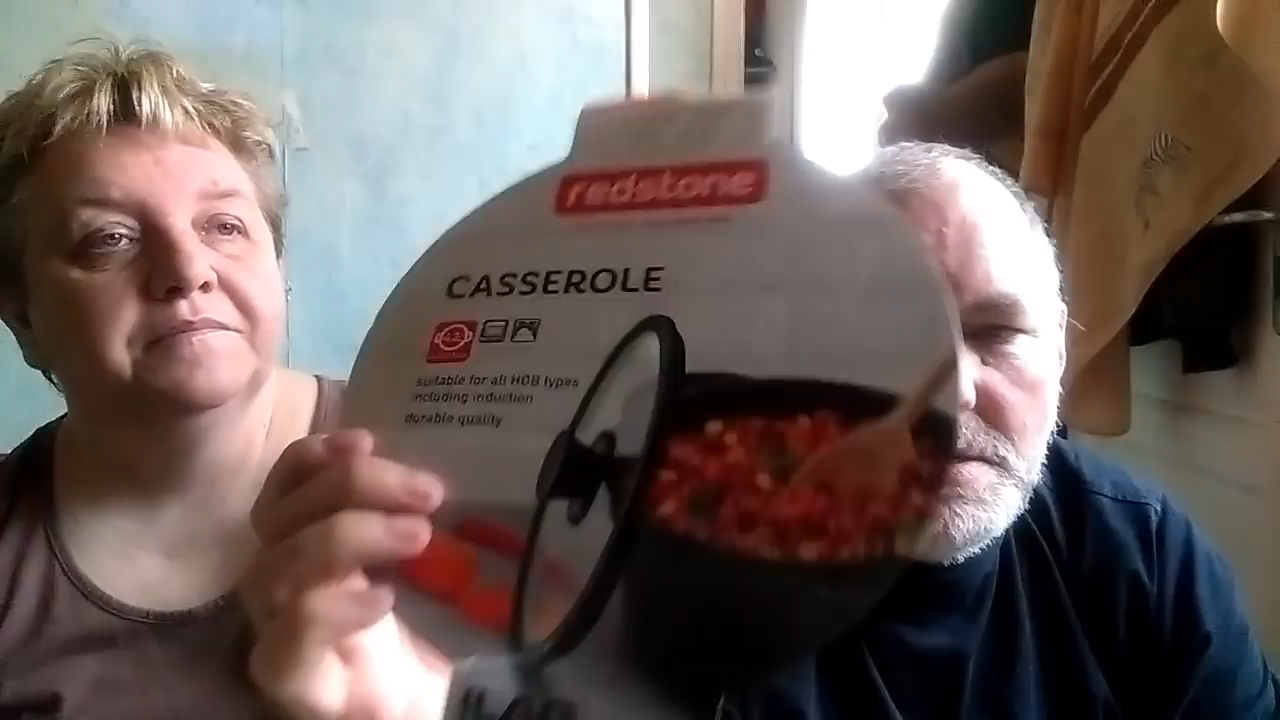 redstone
CASSEROLE
suitable for all HOB types
including induction
durable quality